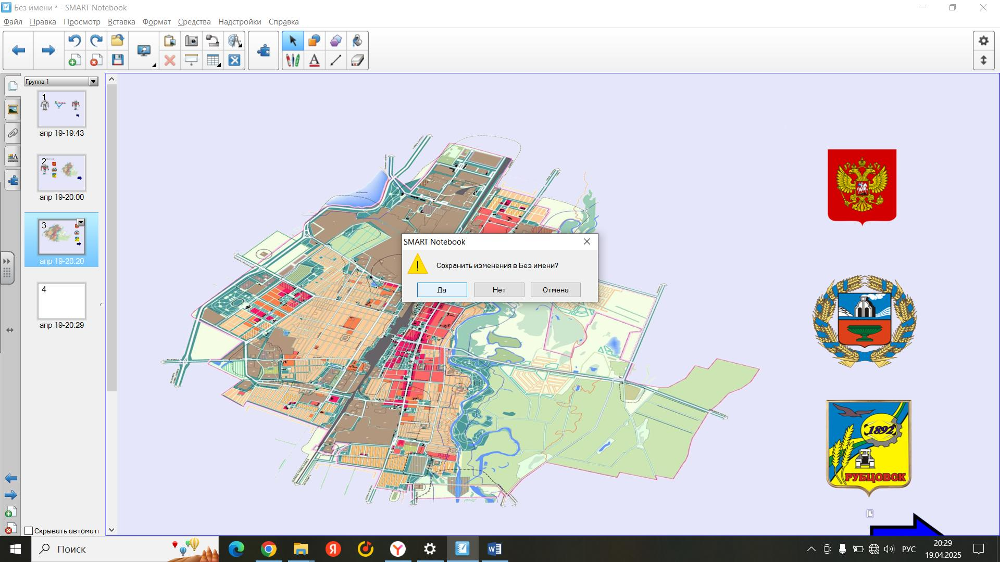 Без имени * - SMART Notebook
Файл Правка Просмотр Вставка Формат Средства Надстройки Справка
Группа 1
1
апр 19-19:43
2
апр 19-20:00
3
апр 19-20:20
4
апр 19-20:29
Скрывать автомати
SMART Notebook
Сохранить изменения в Без имени?
Да Нет Отмена
1892
РУБЦОВСК
Поиск
РУС
20:29
19.04.2025